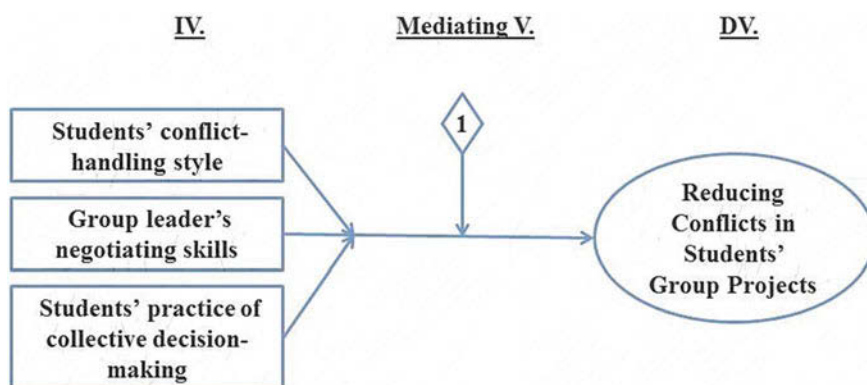 IV.
Mediating V.
DV.
Students' conflict-
handling style
Group leader's
negotiating skills
Students' practice of
collective decision-
making
1
Reducing
Conflicts in
Students'
Group Projects